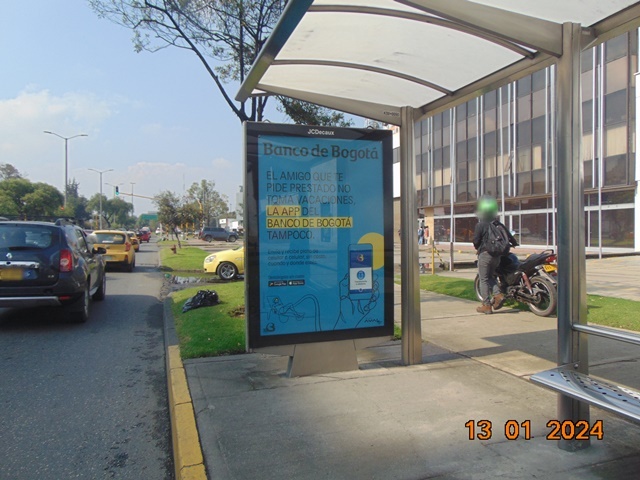 JCDecaux
Banco de Bogotá
EL AMIGO QUE TE
PIDE PRESTADO NO
TOMA VACACIONES,
LA APP DEL
BANCO DE BOGOTÁ
TAMPOCO.
13 01 2024